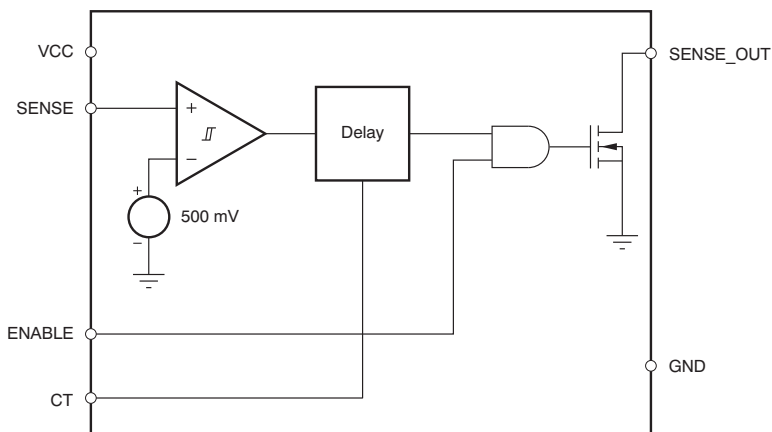 VCC
SENSE_OUT
SENSE
+
Delay
−
+
500 mV
−
ENABLE
GND
CT